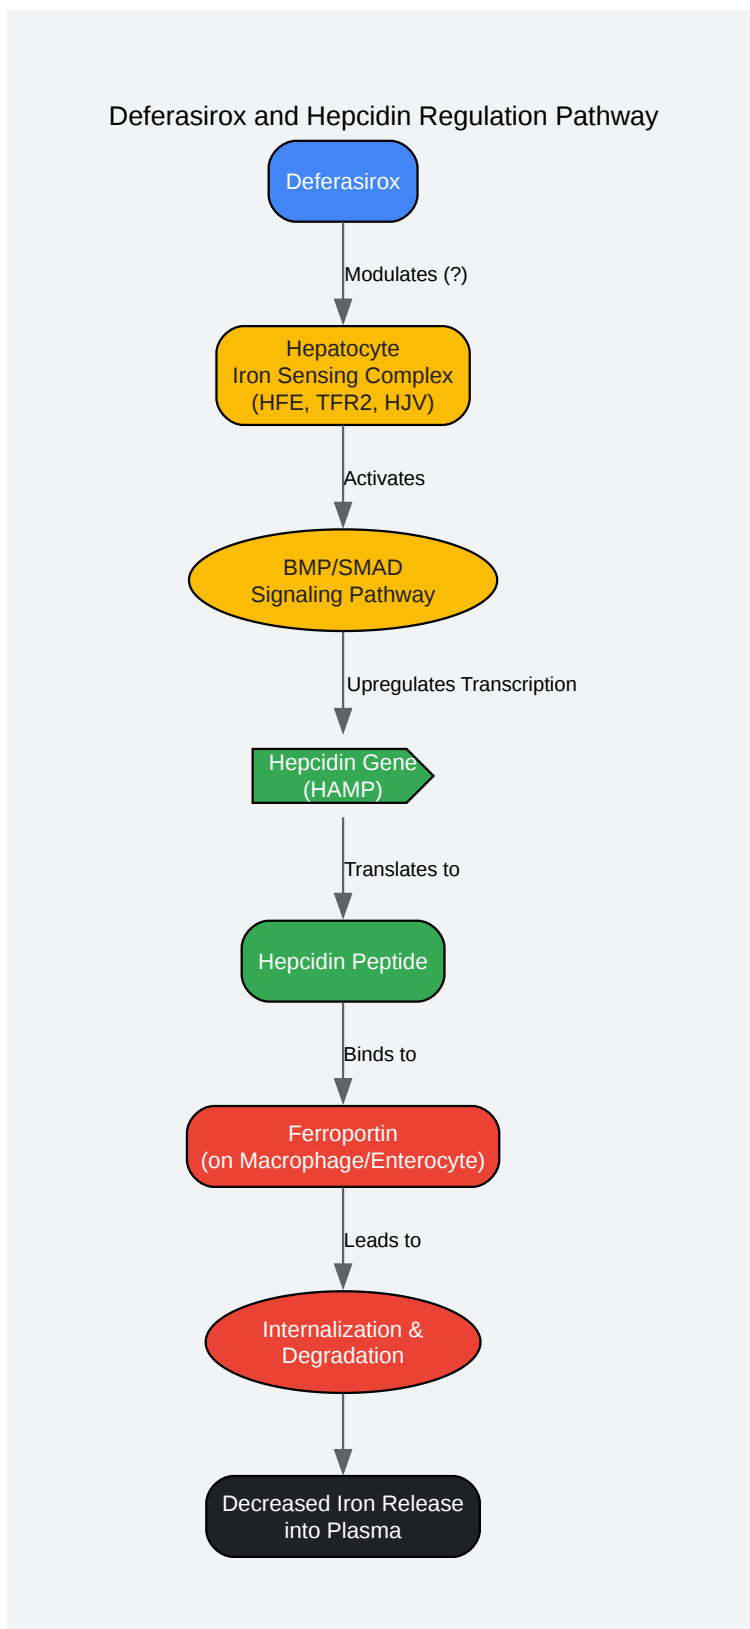 Deferasirox and Hepcidin Regulation Pathway
Deferasirox
Modulates (?)
Hepatocyte
Iron Sensing Complex
(HFE, TFR2, HJV)
Activates
BMP/SMAD
Signaling Pathway
Upregulates Transcription
Hepcidin Gene
(HAMP)
Translates to
Hepcidin Peptide
Binds to
Ferroportin
(on Macrophage/Enterocyte)
Leads to
Internalization &
Degradation
Decreased Iron Release
into Plasma